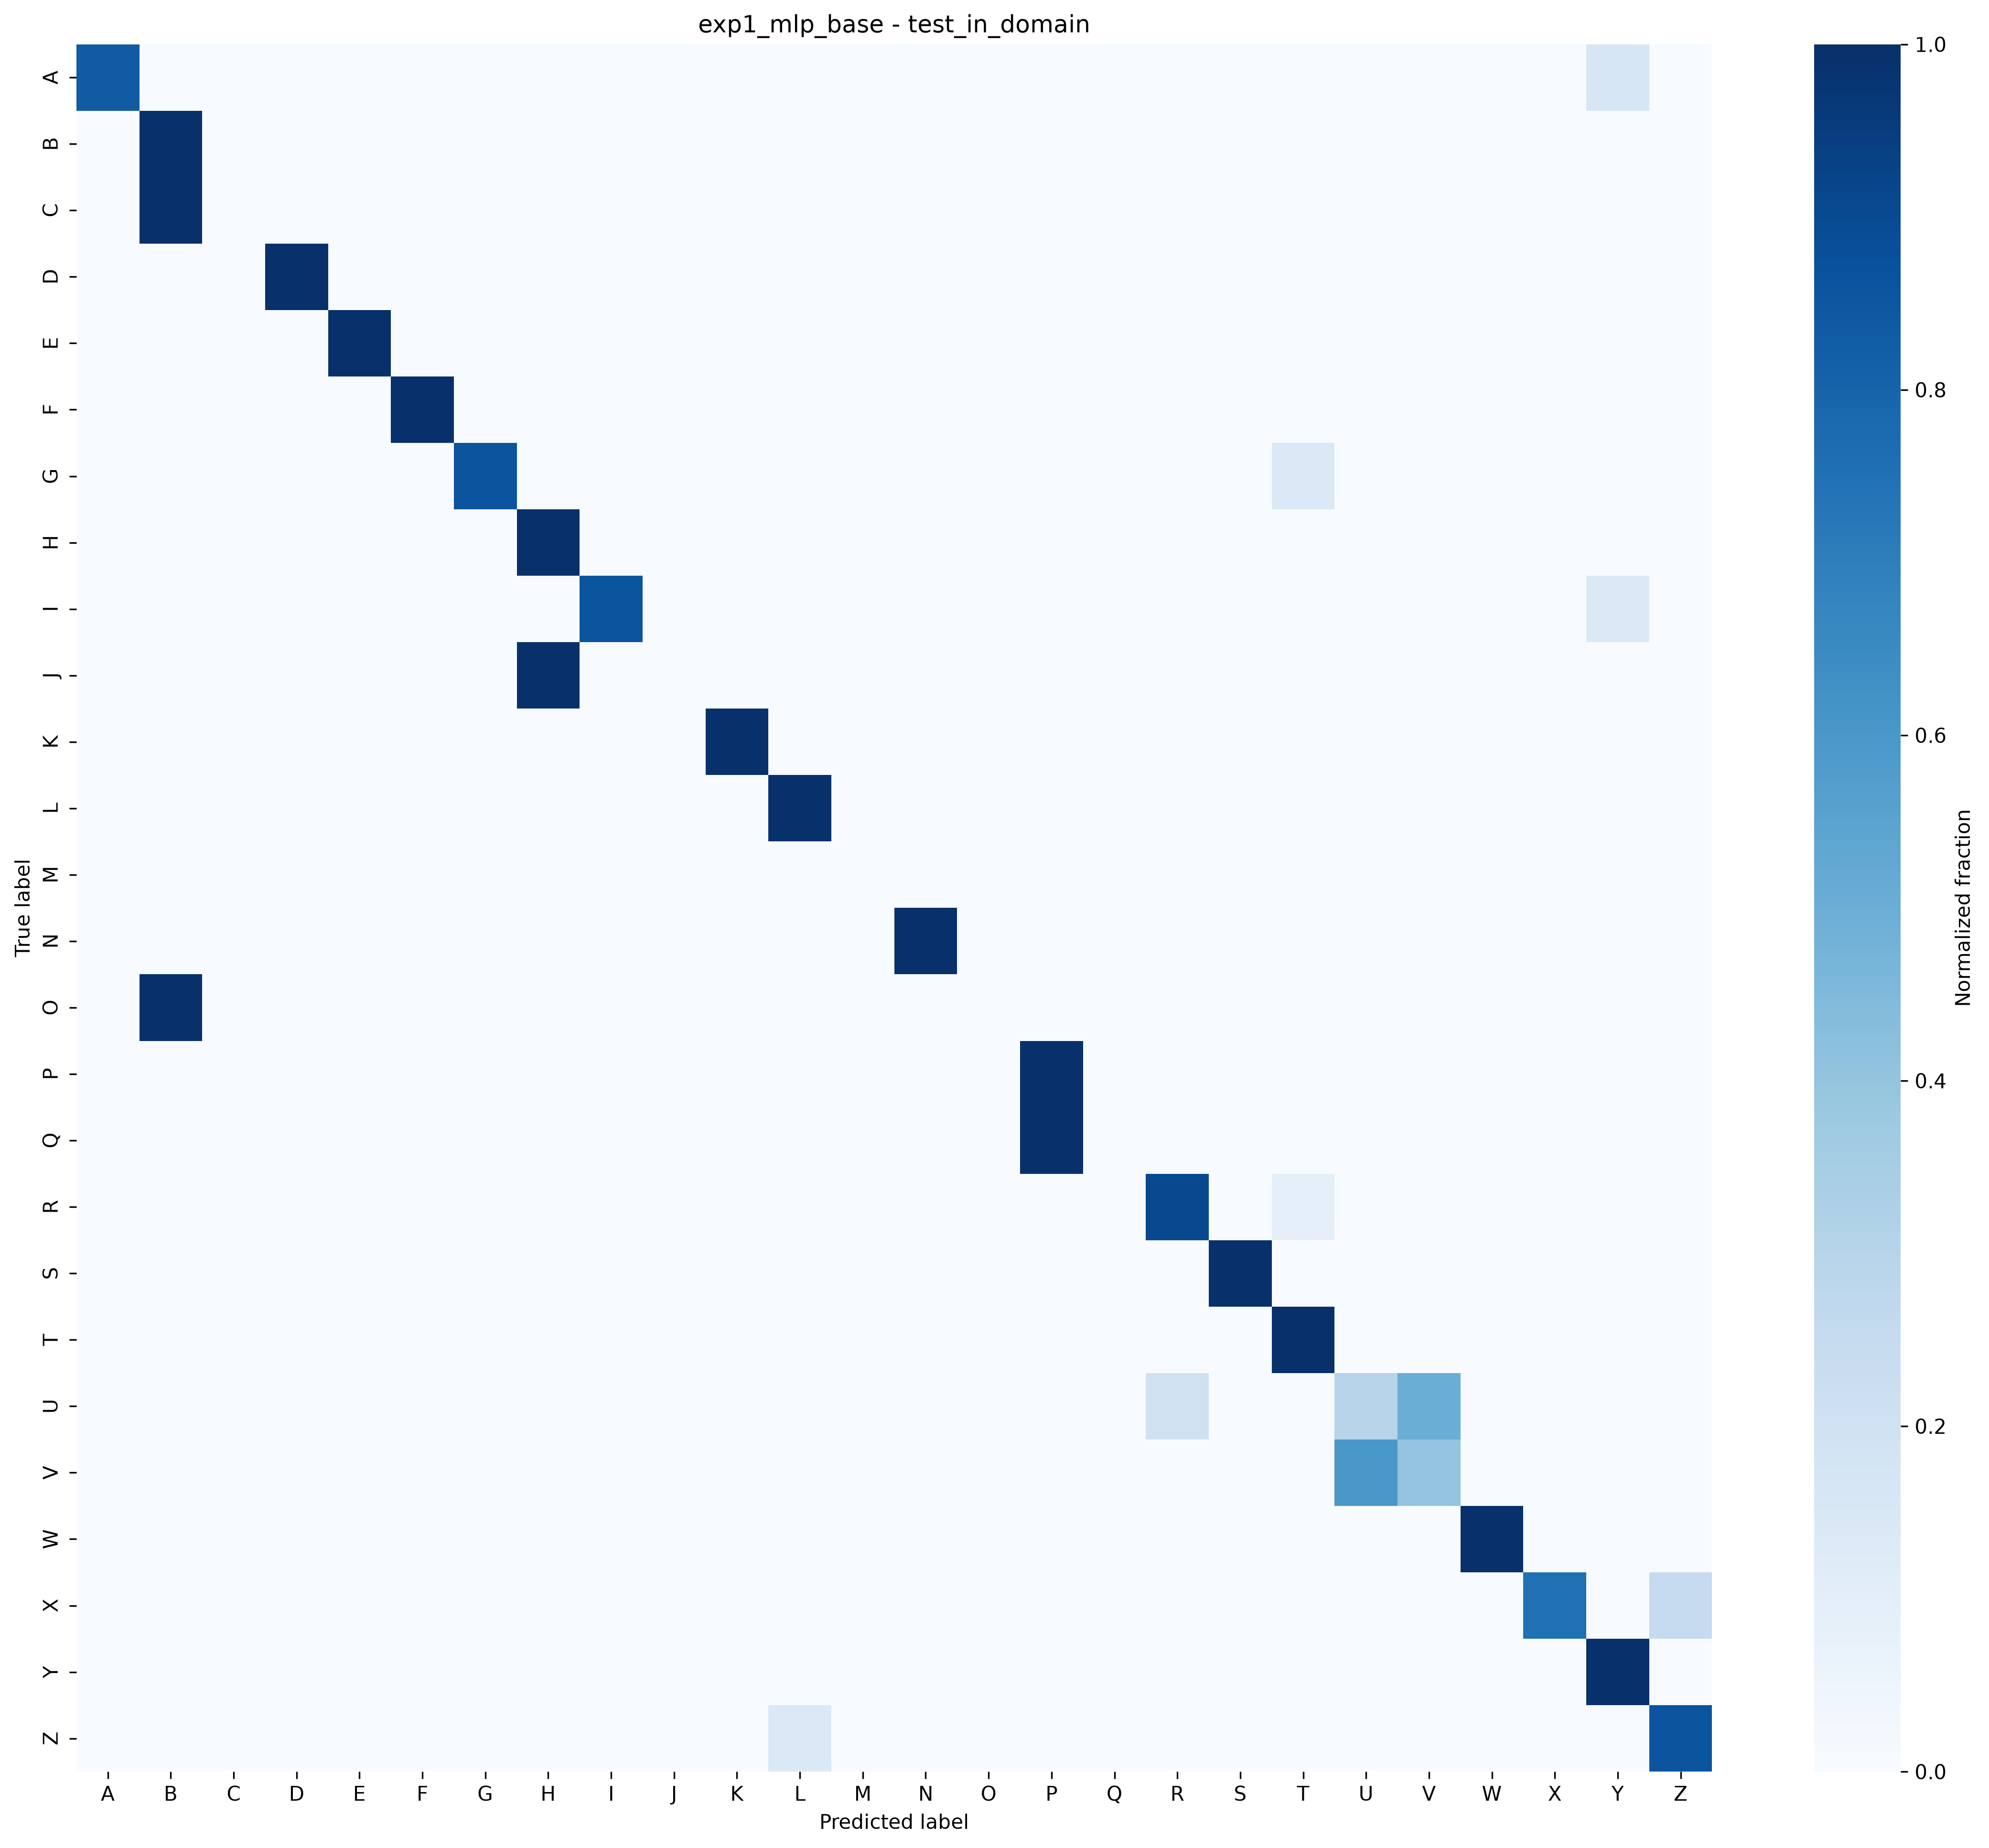 exp1_mlp_base - test_in_domain
True label
A
B
C
D
E
F
G
H
I
J
K
L
M
N
O
P
Q
R
S
T
U
V
W
X
Y
Z
A B C D E F G H I J K L M N O P Q R S T U V W X Y Z
Predicted label
1.0
0.8
0.6
0.4
0.2
0.0
Normalized fraction